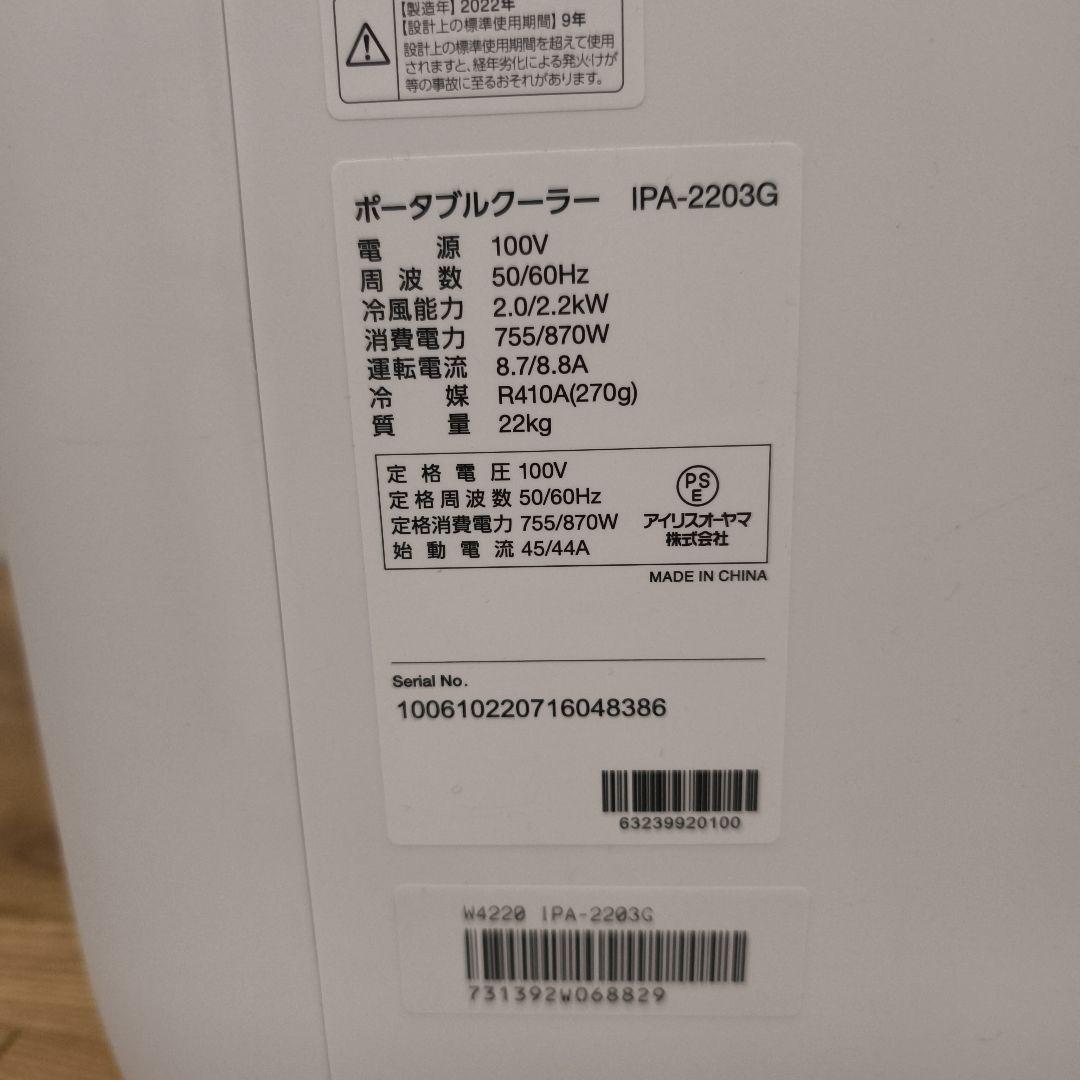 【製造年】2022年
【設計上の標準使用期間】9年
設計上の標準使用期間を超えて使用
されますと、経年劣化による発火けが
等の事故に至るおそれがあります。
ポータブルクーラー IPA-2203G
電源 100V
周波数 50/60Hz
冷風能力 2.0/2.2kW
消費電力 755/870W
運転電流 8.7/8.8A
冷媒 R410A(270g)
質量 22kg
定格電圧 100V
定格周波数 50/60Hz
定格消費電力 755/870W
始動電流 45/44A
PS
E
アイリスオーヤマ
株式会社
MADE IN CHINA
Serial No.
100610220716048386
63239920100
W4220 IPA-2203G
731392W068829